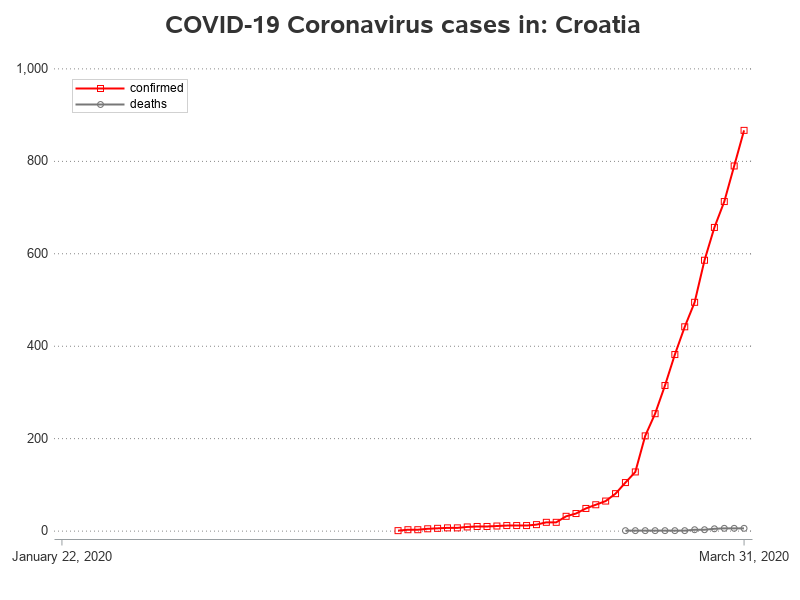 COVID-19 Coronavirus cases in: Croatia
1,000
confirmed
deaths
800
600
400
200
0
January 22, 2020
March 31, 2020